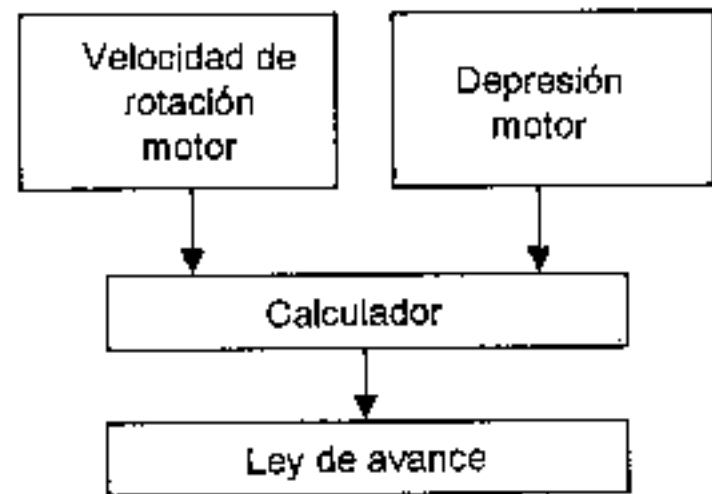 Velocidad de
rotación
motor
Depresión
motor
Calculador
Ley de avance